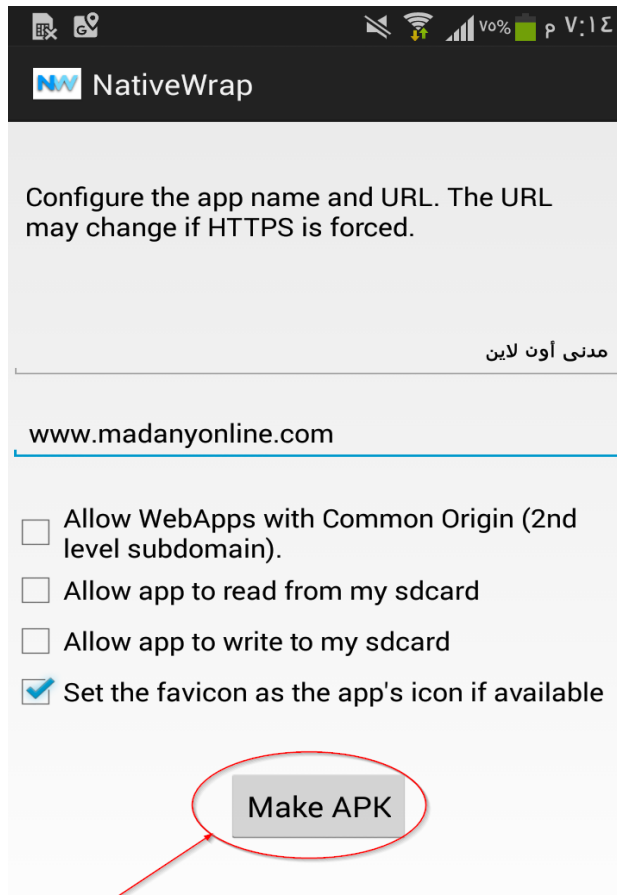 ٧٥% م ٧:١٤
NativeWrap
Configure the app name and URL. The URL
may change if HTTPS is forced.
مدنى أون لاين
www.madanyonline.com
Allow WebApps with Common Origin (2nd
level subdomain).
Allow app to read from my sdcard
Allow app to write to my sdcard
Set the favicon as the app's icon if available
Make APK